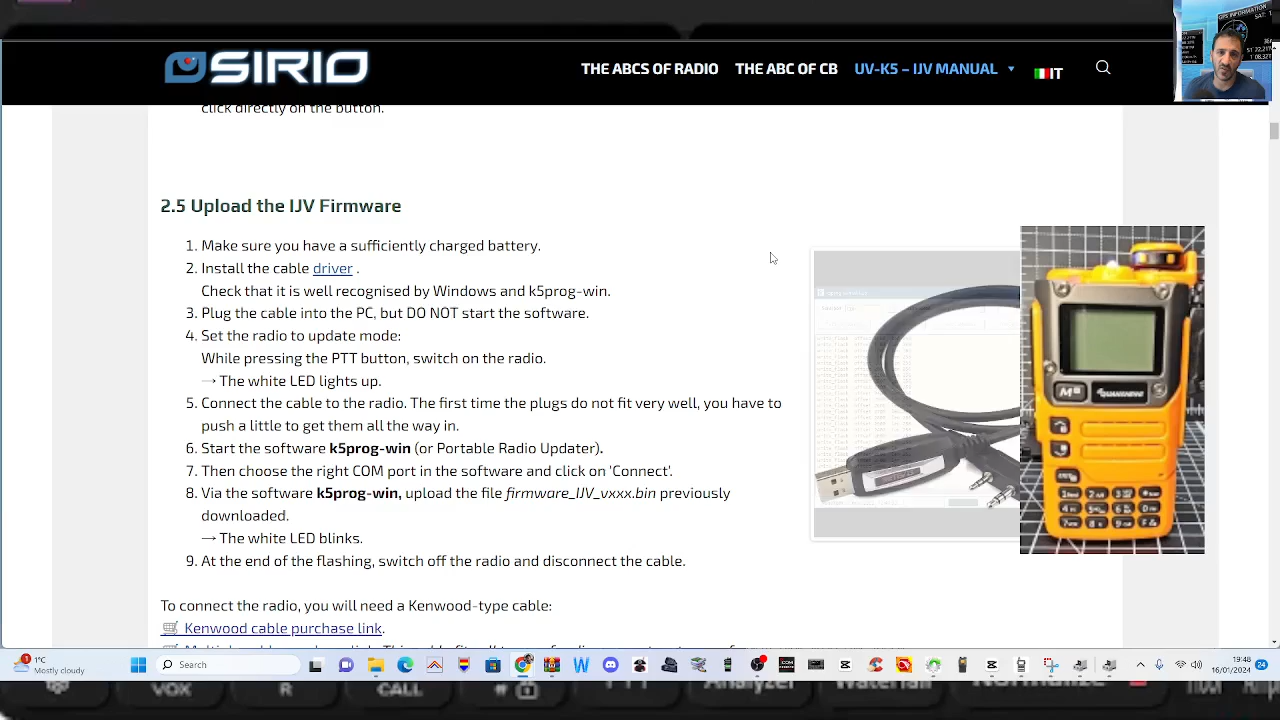 SIRIO
THE ABCS OF RADIO
THE ABC OF CB
UV-K5 – IJV MANUAL
IT
click directly on the button.
2.5 Upload the IJV Firmware
1. Make sure you have a sufficiently charged battery.
2. Install the cable driver .
Check that it is well recognised by Windows and k5prog-win.
3. Plug the cable into the PC, but DO NOT start the software.
4. Set the radio to update mode:
While pressing the PTT button, switch on the radio.
→ The white LED lights up.
5. Connect the cable to the radio. The first time the plugs do not fit very well, you have to
push a little to get them all the way in.
6. Start the software k5prog-win (or Portable Radio Updater).
7. Then choose the right COM port in the software and click on 'Connect'.
8. Via the software k5prog-win, upload the file firmware_IJV_vxxx.bin previously
downloaded.
→ The white LED blinks.
9. At the end of the flashing, switch off the radio and disconnect the cable.
To connect the radio, you will need a Kenwood-type cable:
Kenwood cable purchase link.
GPS INFORMATION
SAT: 1
QUANSHENG
1°C
Mostly cloudy
Search
19:48
16/01/2024
VOX
R
CALL
PTT
Analyzer
Waterfall